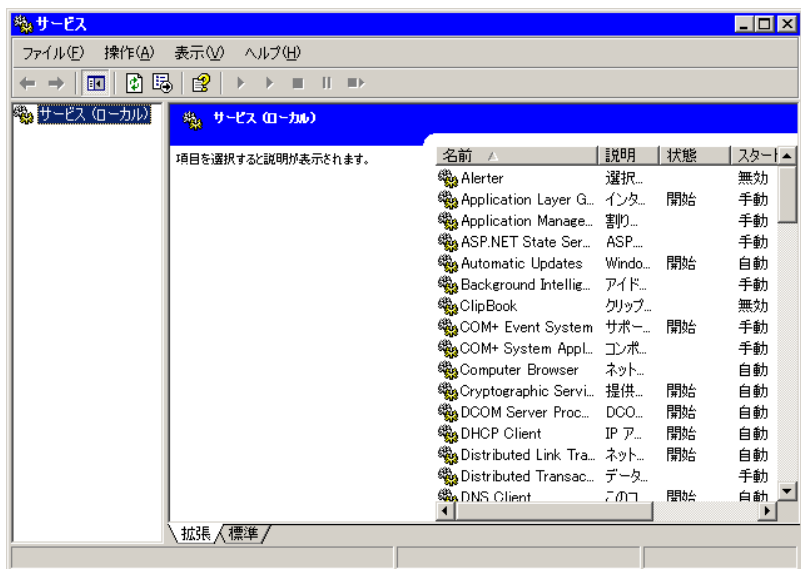 サービス
ファイル(F) 操作(A) 表示(V) ヘルプ(H)
サービス (ローカル)
サービス (ローカル)
項目を選択すると説明が表示されます。
名前 説明 状態 スタート
Alerter 選択... 無効
Application Layer G... インタ... 開始 手動
Application Manage... 割り... 手動
ASP.NET State Ser... ASP.... 手動
Automatic Updates Windo... 開始 自動
Background Intellig... アイド... 手動
ClipBook クリップ... 無効
COM+ Event System サポー... 開始 手動
COM+ System Appl... コンポ... 手動
Computer Browser ネット... 自動
Cryptographic Servi... 提供... 開始 自動
DCOM Server Proc... DCO... 開始 自動
DHCP Client IP ア... 開始 自動
Distributed Link Tra... ネット... 開始 自動
Distributed Transac... データ... 手動
DNS Client このコ 開始 自動
拡張 標準